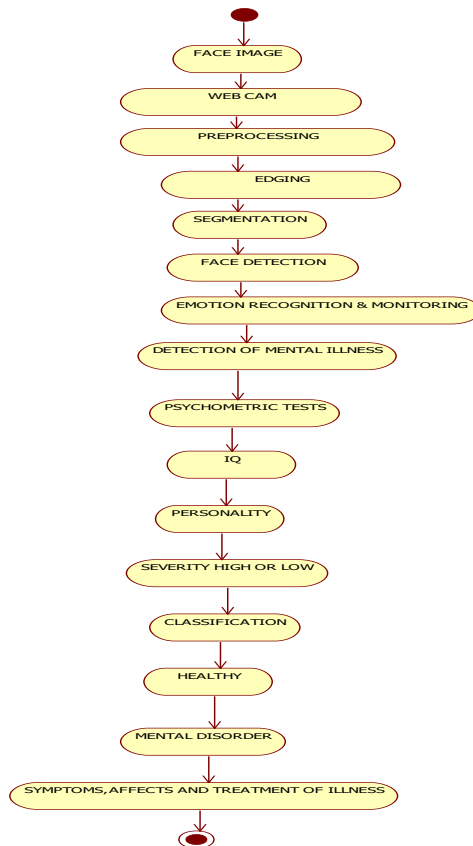 FACE IMAGE
WEB CAM
PREPROCESSING
EDGING
SEGMENTATION
FACE DETECTION
EMOTION RECOGNITION & MONITORING
DETECTION OF MENTAL ILLNESS
PSYCHOMETRIC TESTS
IQ
PERSONALITY
SEVERITY HIGH OR LOW
CLASSIFICATION
HEALTHY
MENTAL DISORDER
SYMPTOMS,AFFECTS AND TREATMENT OF ILLNESS